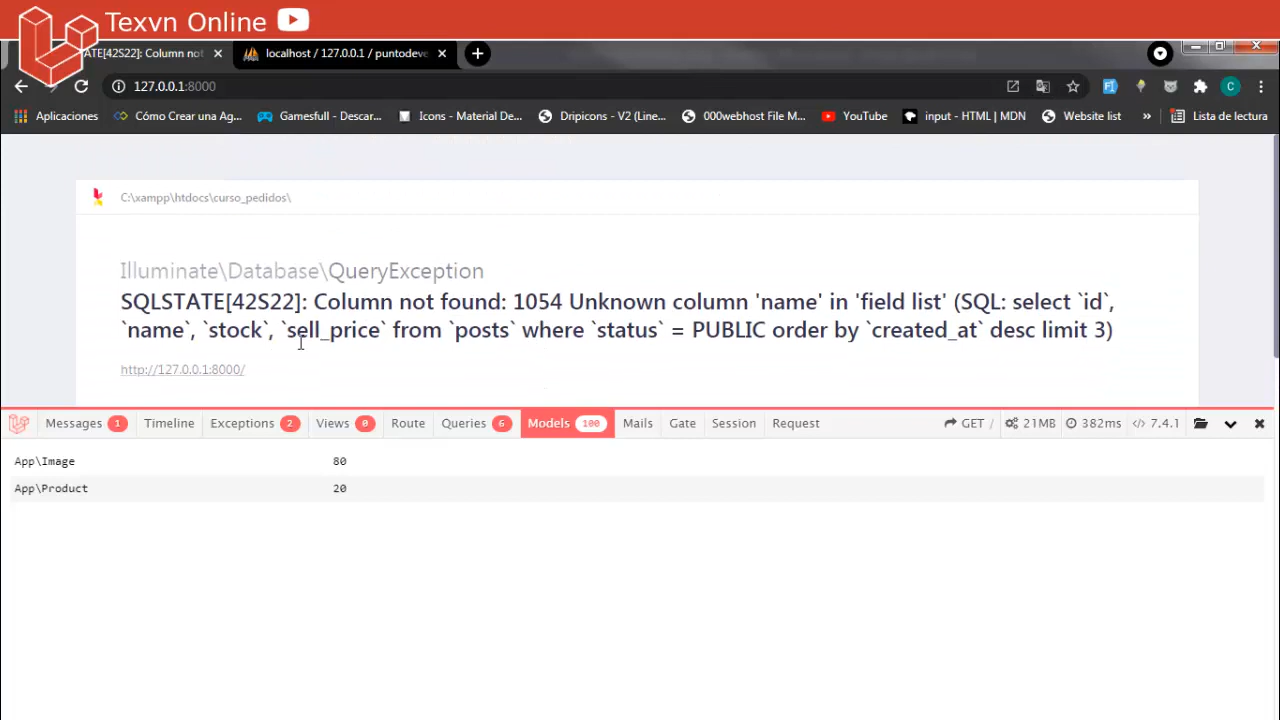 Texvn Online
TATE[42S22]: Column not
localhost / 127.0.0.1 / puntodeve
127.0.0.1:8000
C
Aplicaciones
Cómo Crear una Ag...
Gamesfull - Descar...
Icons - Material De...
Dripicons - V2 (Line...
000webhost File M...
YouTube
input - HTML | MDN
Website list
»
Lista de lectura
C:\xampp\htdocs\curso_pedidos\
Illuminate\Database\QueryException
SQLSTATE[42S22]: Column not found: 1054 Unknown column 'name' in 'field list' (SQL: select `id`,
`name`, `stock`, `sell_price` from `posts` where `status` = PUBLIC order by `created_at` desc limit 3)
http://127.0.0.1:8000/
Messages 1 Timeline Exceptions 2 Views 0 Route Queries 6 Models 100 Mails Gate Session Request GET / 21MB 382ms 7.4.1
App\Image 80
App\Product 20